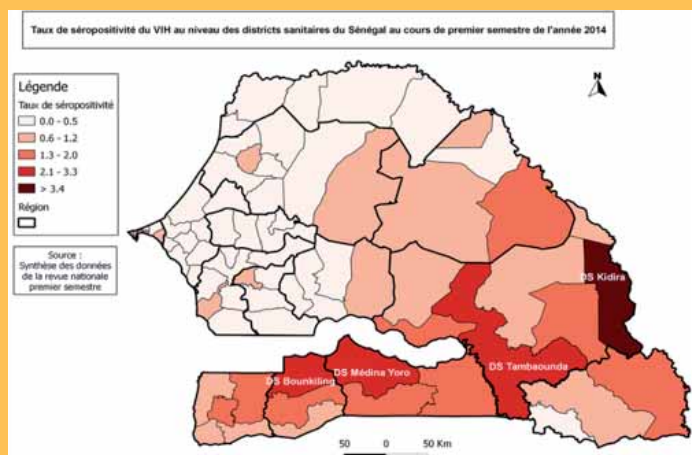 Taux de séropositivité du VIH au niveau des districts sanitaires du Sénégal au cours de premier semestre de l'année 2014
Légende
Taux de séropositivité
0.0 - 0.5
0.6 - 1.2
1.3 - 2.0
2.1 - 3.3
> 3.4
Région
Source :
Synthèse des données
de la revue nationale
premier semestre
N
DS Kidira
DS Tambaounda
DS Médina Yoro
DS Bounkiling
50 0 50 Km